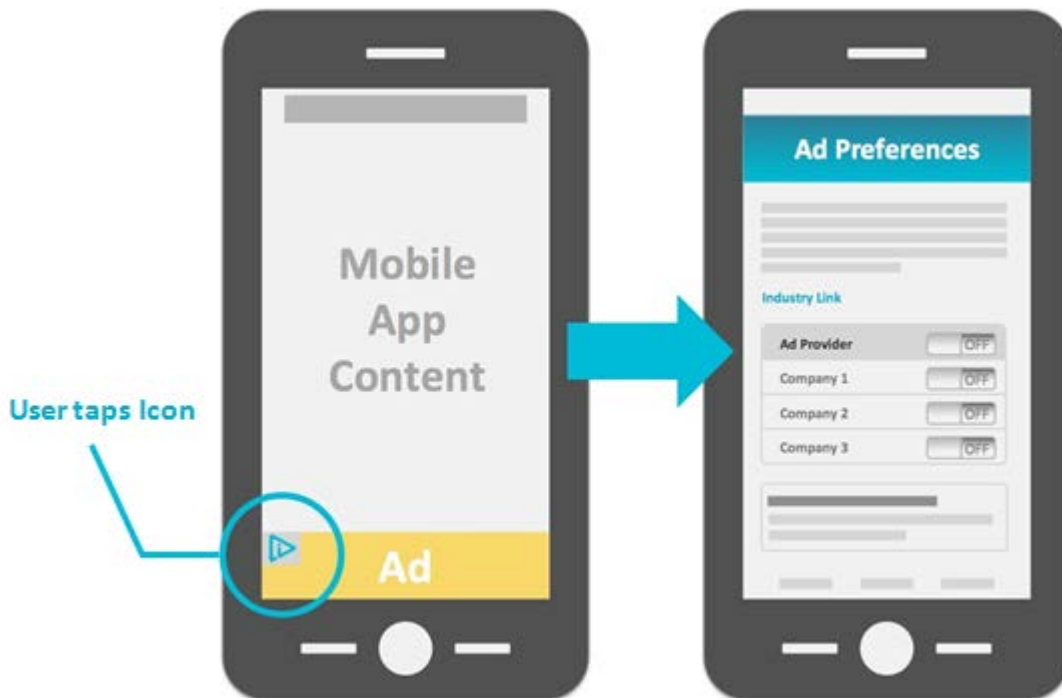 Mobile
App
Content
User taps Icon
Ad
Ad Preferences
Industry Link
Ad Provider OFF
Company 1 OFF
Company 2 OFF
Company 3 OFF